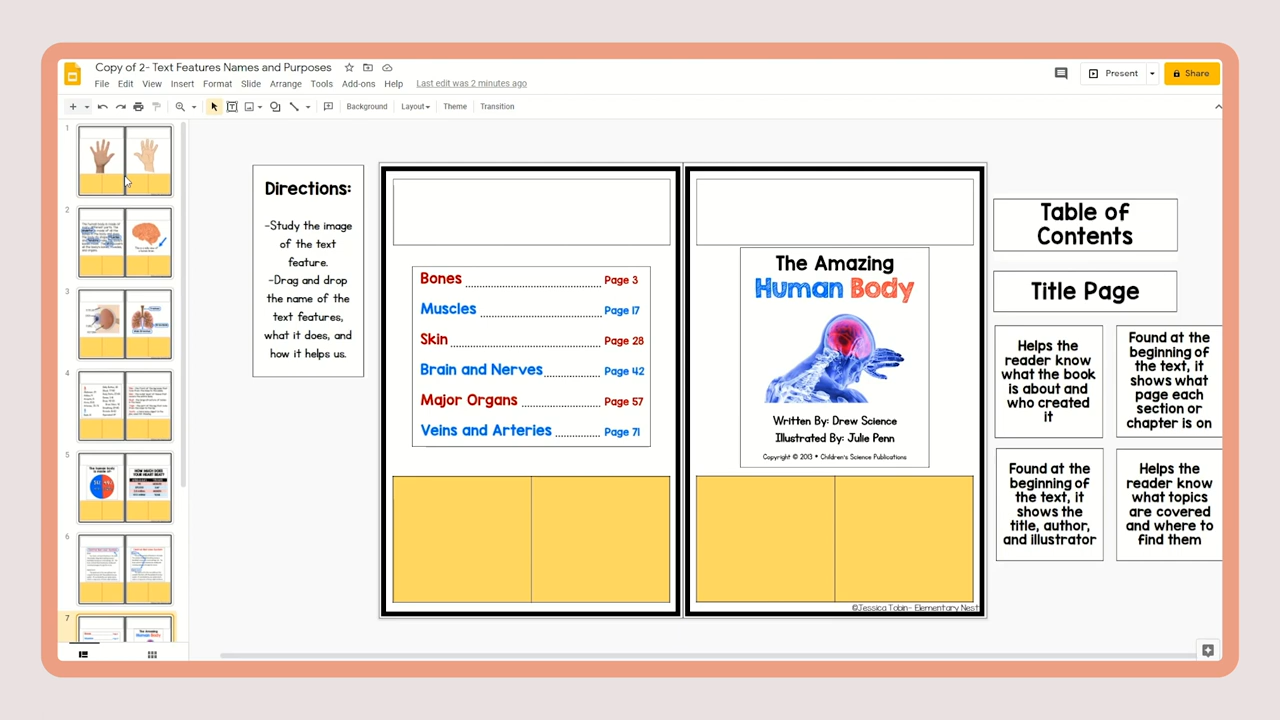 Copy of 2- Text Features Names and Purposes
File Edit View Insert Format Slide Arrange Tools Add-ons Help Last edit was 2 minutes ago
Present
Share
Background Layout Theme Transition
1
2
3
4
5
6
7
Directions:
-Study the image
of the text
feature.
-Drag and drop
the name of the
text features,
what it does, and
how it helps us.
Bones Page 3
Muscles Page 17
Skin Page 28
Brain and Nerves Page 42
Major Organs Page 57
Veins and Arteries Page 71
The Amazing
Human Body
Written By: Drew Science
Illustrated By: Julie Penn
Copyright © 2013 • Children's Science Publications
©Jessica Tobin- Elementary Nest
Table of
Contents
Title Page
Helps the
reader know
what the book
is about and
who created
it
Found at the
beginning of
the text, it
shows what
page each
section or
chapter is on
Found at the
beginning of
the text, it
shows the
title, author,
and illustrator
Helps the
reader know
what topics
are covered
and where to
find them